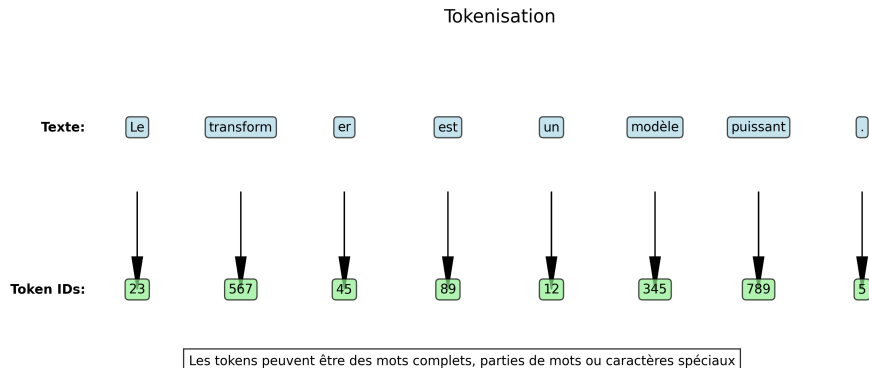 Tokenisation
Texte: Le transform er est un modèle puissant .
Token IDs: 23 567 45 89 12 345 789 5
Les tokens peuvent être des mots complets, parties de mots ou caractères spéciaux